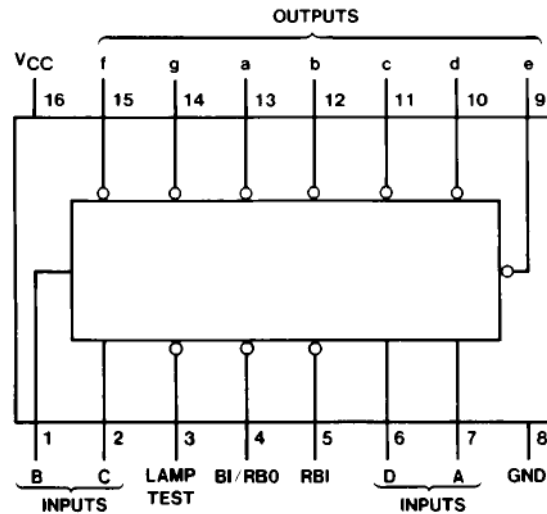 OUTPUTS
VCC f g a b c d e
16 15 14 13 12 11 10 9
1 2 3 4 5 6 7 8
B C LAMP TEST BI/RBO RBI D A GND
INPUTS INPUTS